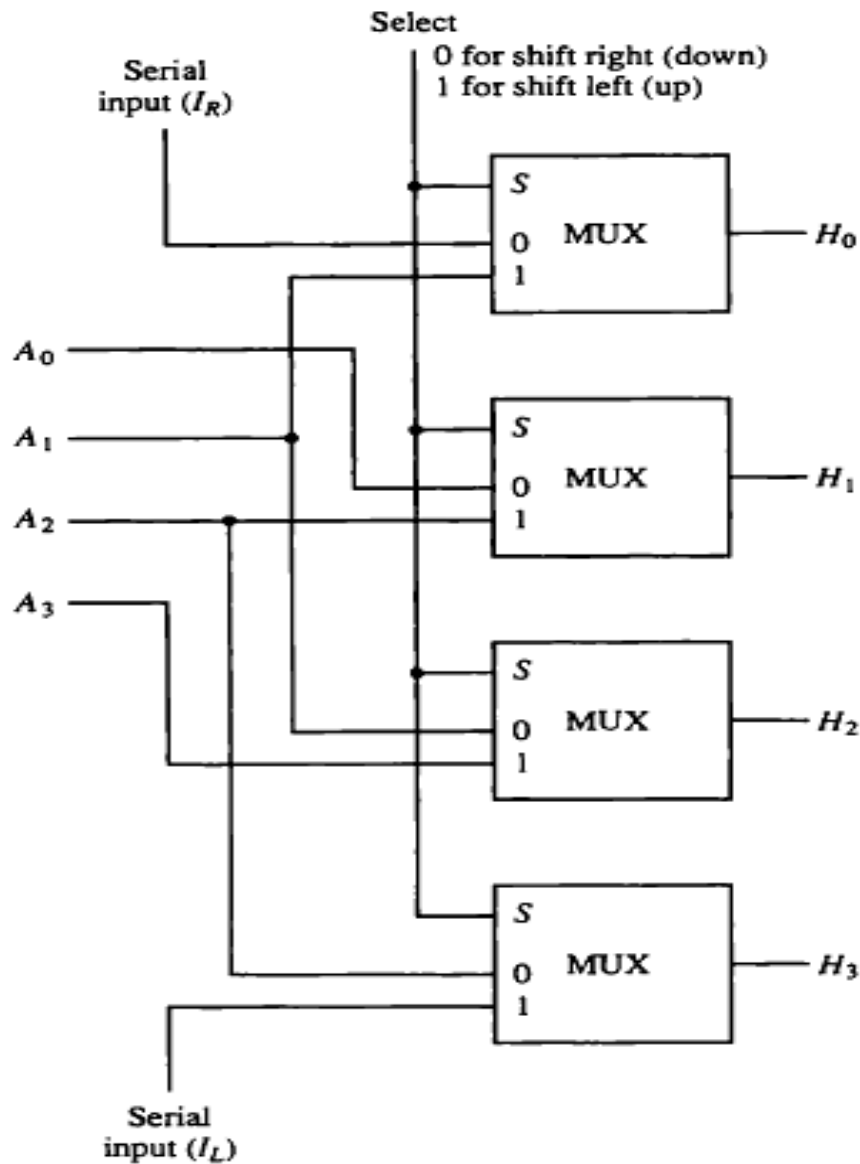 Select
0 for shift right (down)
1 for shift left (up)
Serial
input (I_R)
S
MUX
H_0
0
1
A_0
S
A_1
MUX
H_1
0
A_2
1
A_3
S
MUX
H_2
0
1
S
MUX
H_3
0
1
Serial
input (I_L)